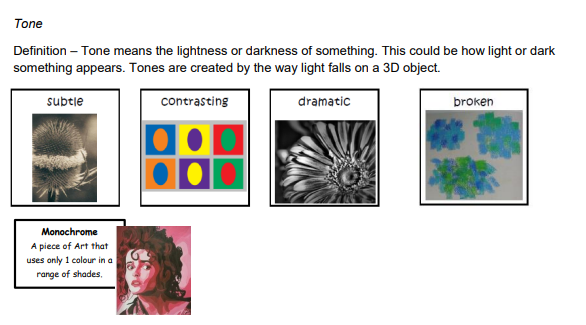 Tone
Definition – Tone means the lightness or darkness of something. This could be how light or dark
something appears. Tones are created by the way light falls on a 3D object.
subtle
contrasting
dramatic
broken
Monochrome
A piece of Art that
uses only 1 colour in a
range of shades.